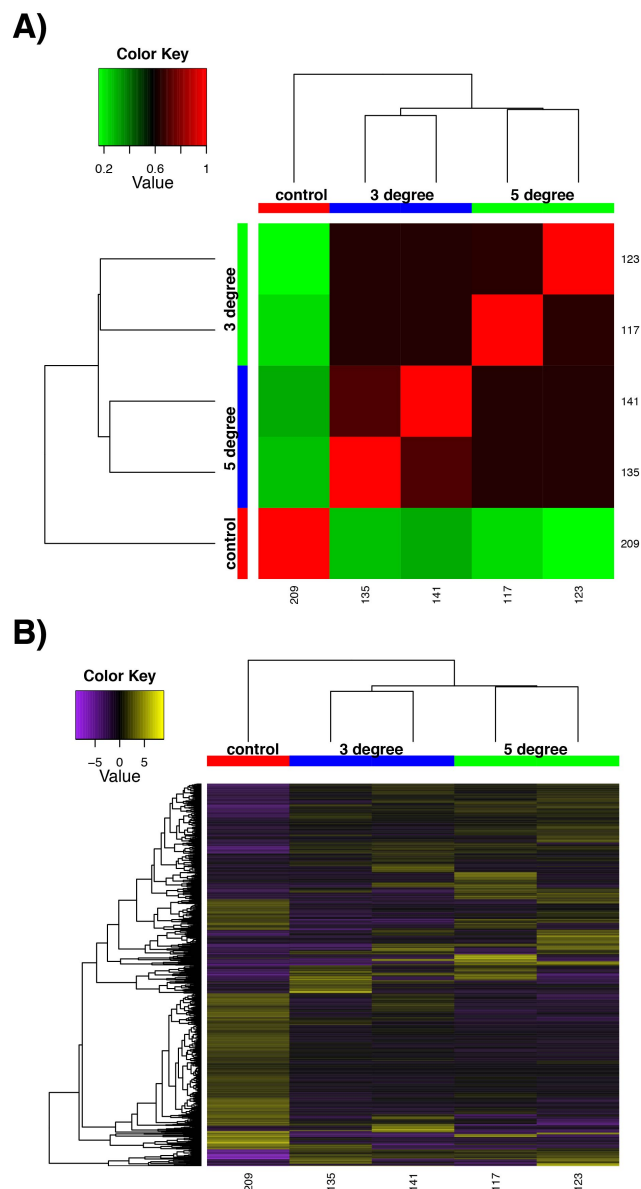 A)
Color Key
0.2 0.6 1
Value
control 3 degree 5 degree
3 degree
5 degree
control
123
117
141
135
209
209 135 141 117 123
B)
Color Key
−5 0 5
Value
control 3 degree 5 degree
209 135 141 117 123